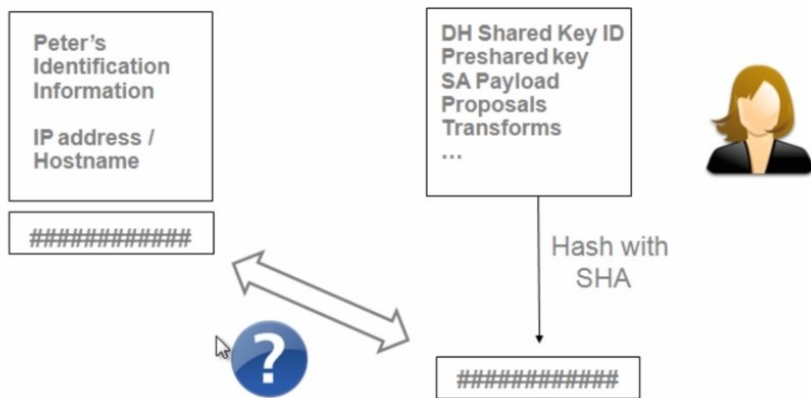 Peter's
Identification
Information
IP address /
Hostname
############
DH Shared Key ID
Preshared key
SA Payload
Proposals
Transforms
...
Hash with
SHA
?
############